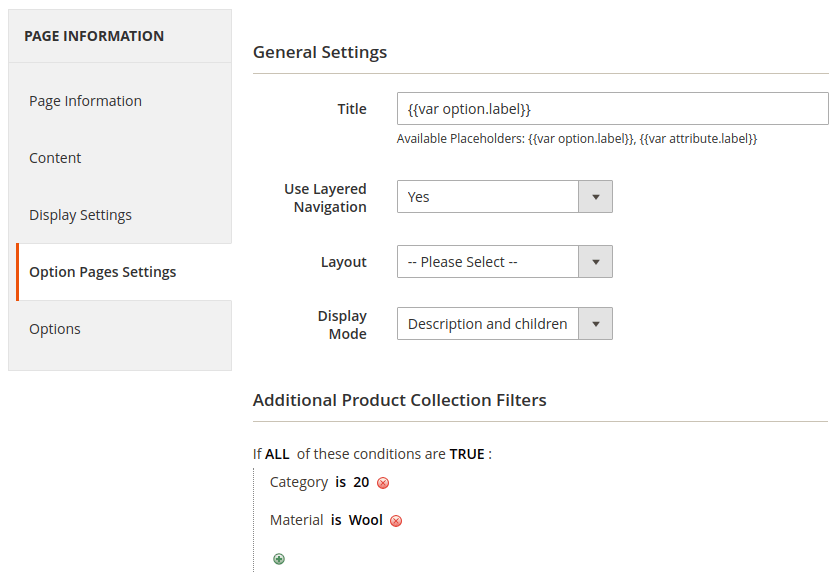 PAGE INFORMATION
Page Information
Content
Display Settings
Option Pages Settings
Options
General Settings
Title
{{var option.label}}
Available Placeholders: {{var option.label}}, {{var attribute.label}}
Use Layered
Navigation
Yes
Layout
-- Please Select --
Display
Mode
Description and children
Additional Product Collection Filters
If ALL of these conditions are TRUE :
Category is 20
Material is Wool